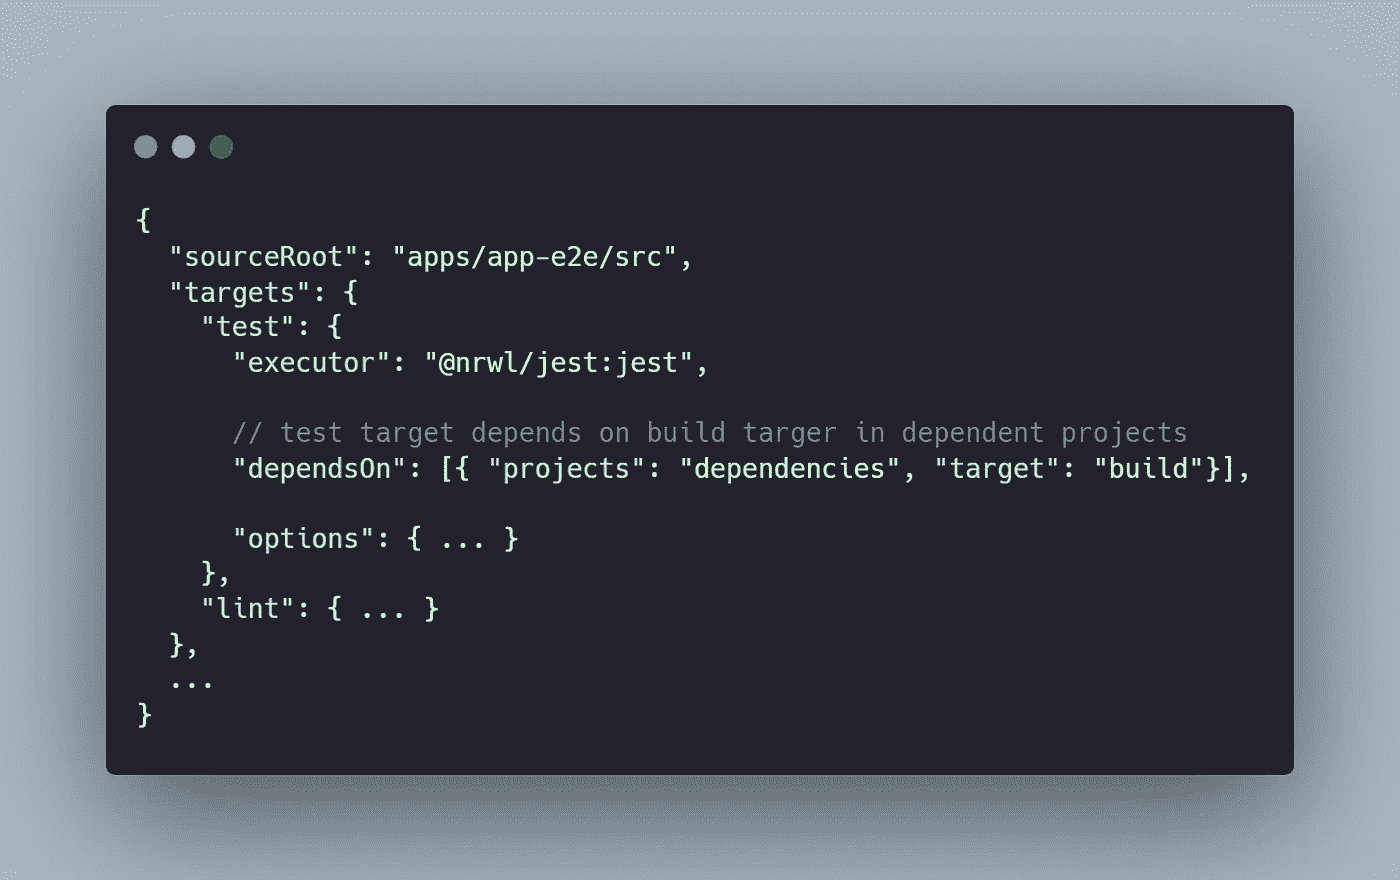 {
  "sourceRoot": "apps/app-e2e/src",
  "targets": {
    "test": {
      "executor": "@nrwl/jest:jest",
      // test target depends on build targer in dependent projects
      "dependsOn": [{ "projects": "dependencies", "target": "build"}],
      "options": { ... }
    },
    "lint": { ... }
  },
  ...
}